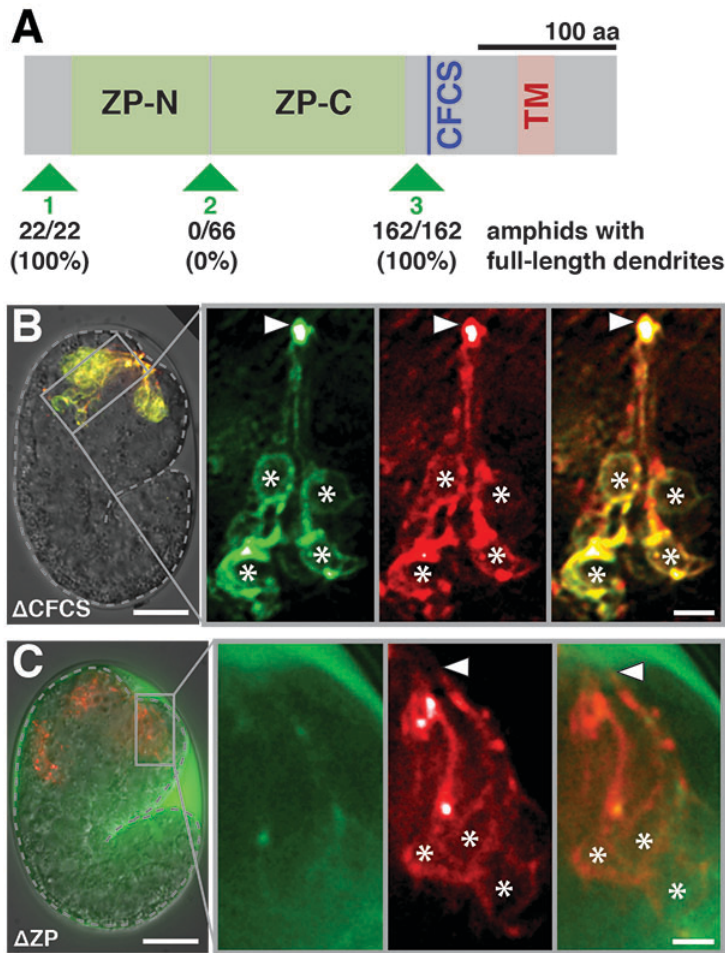 A
100 aa
ZP-N ZP-C CFCS TM
1 2 3
22/22 0/66 162/162 amphids with
(100%) (0%) (100%) full-length dendrites
B
* * * * * * * * * * * *
ΔCFCS
C
* * * * * *
ΔZP